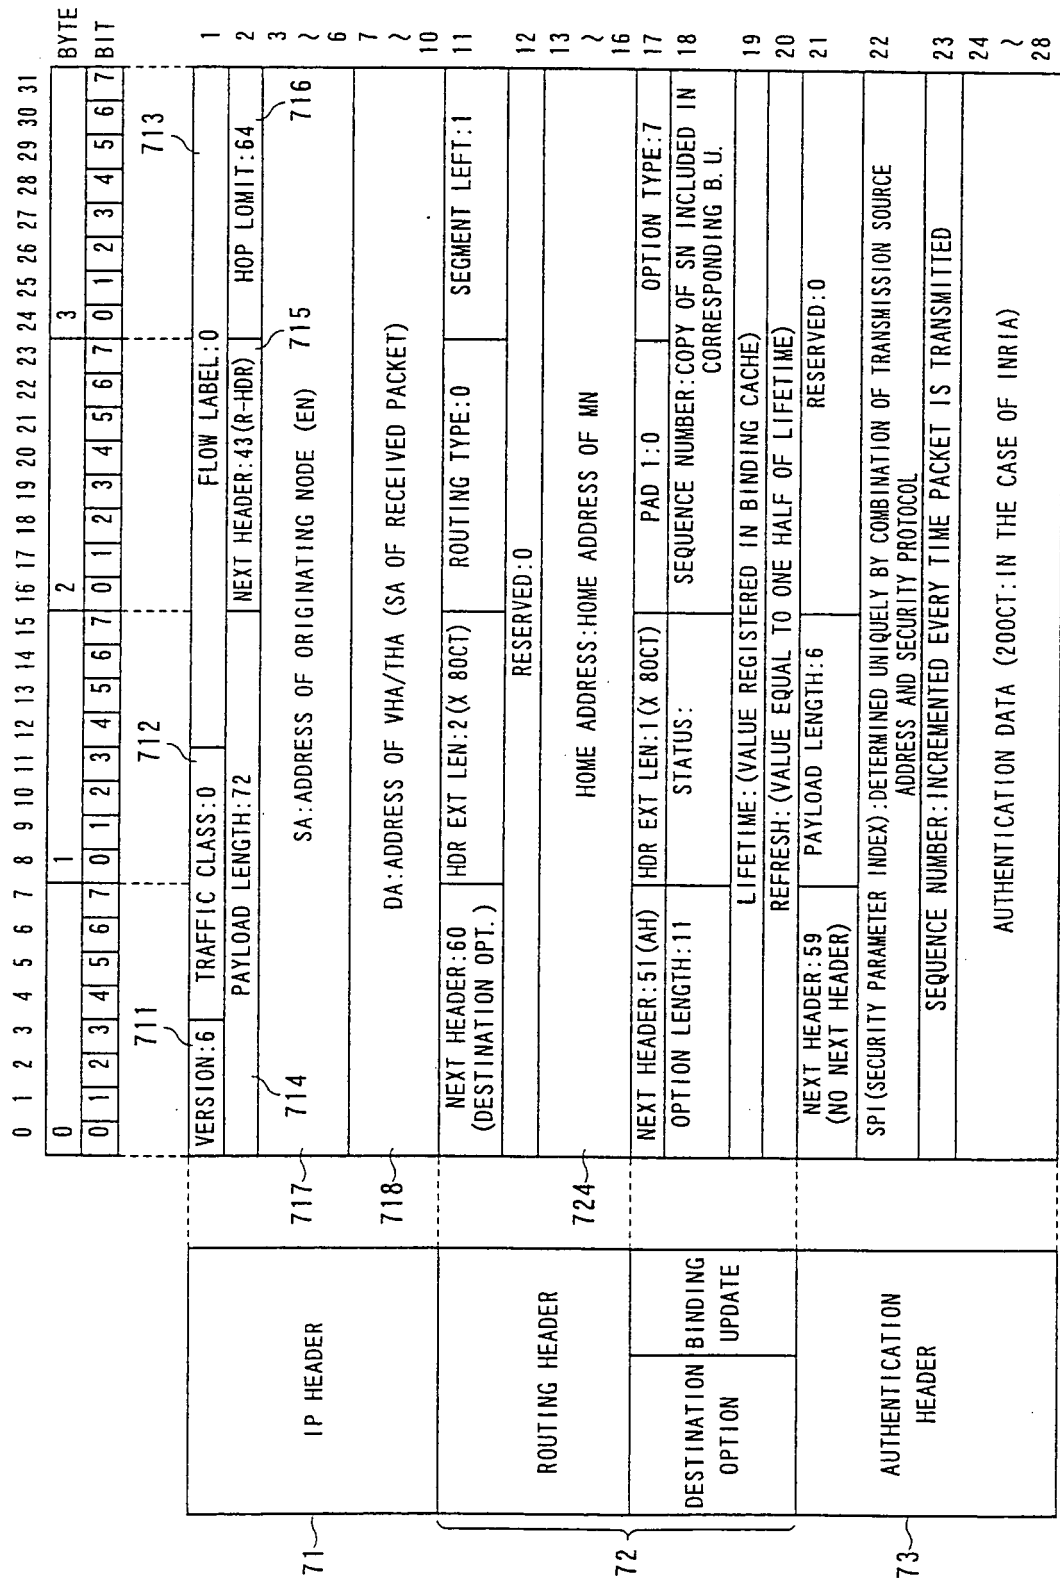 0 1 2 3 4 5 6 7 8 9 10 11 12 13 14 15 16 17 18 19 20 21 22 23 24 25 26 27 28 29 30 31
0 1 2 3 BYTE
0 1 2 3 4 5 6 7 0 1 2 3 4 5 6 7 0 1 2 3 4 5 6 7 0 1 2 3 4 5 6 7 BIT
711 712 713
71
IP HEADER
VERSION:6 TRAFFIC CLASS:0 FLOW LABEL:0 1
714 PAYLOAD LENGTH:72 NEXT HEADER:43(R-HDR) 715 HOP LOMIT:64 716 2
717 SA:ADDRESS OF ORIGINATING NODE (EN) 3
~
6
718 DA:ADDRESS OF VHA/THA (SA OF RECEIVED PACKET) 7
~
10
72
ROUTING HEADER
NEXT HEADER:60 HDR EXT LEN:2(X 8OCT) ROUTING TYPE:0 SEGMENT LEFT:1 11
(DESTINATION OPT.)
RESERVED:0 12
724 HOME ADDRESS:HOME ADDRESS OF MN 13
~
16
DESTINATION
OPTION
BINDING
UPDATE
NEXT HEADER:51(AH) HDR EXT LEN:1(X 8OCT) PAD 1:0 OPTION TYPE:7 17
OPTION LENGTH:11 STATUS: SEQUENCE NUMBER:COPY OF SN INCLUDED IN 18
CORRESPONDING B.U.
LIFETIME:(VALUE REGISTERED IN BINDING CACHE) 19
REFRESH:(VALUE EQUAL TO ONE HALF OF LIFETIME) 20
73
AUTHENTICATION
HEADER
NEXT HEADER:59 PAYLOAD LENGTH:6 RESERVED:0 21
(NO NEXT HEADER)
SPI(SECURITY PARAMETER INDEX):DETERMINED UNIQUELY BY COMBINATION OF TRANSMISSION SOURCE 22
ADDRESS AND SECURITY PROTOCOL
SEQUENCE NUMBER:INCREMENTED EVERY TIME PACKET IS TRANSMITTED 23
AUTHENTICATION DATA (20OCT:IN THE CASE OF INRIA) 24
~
28